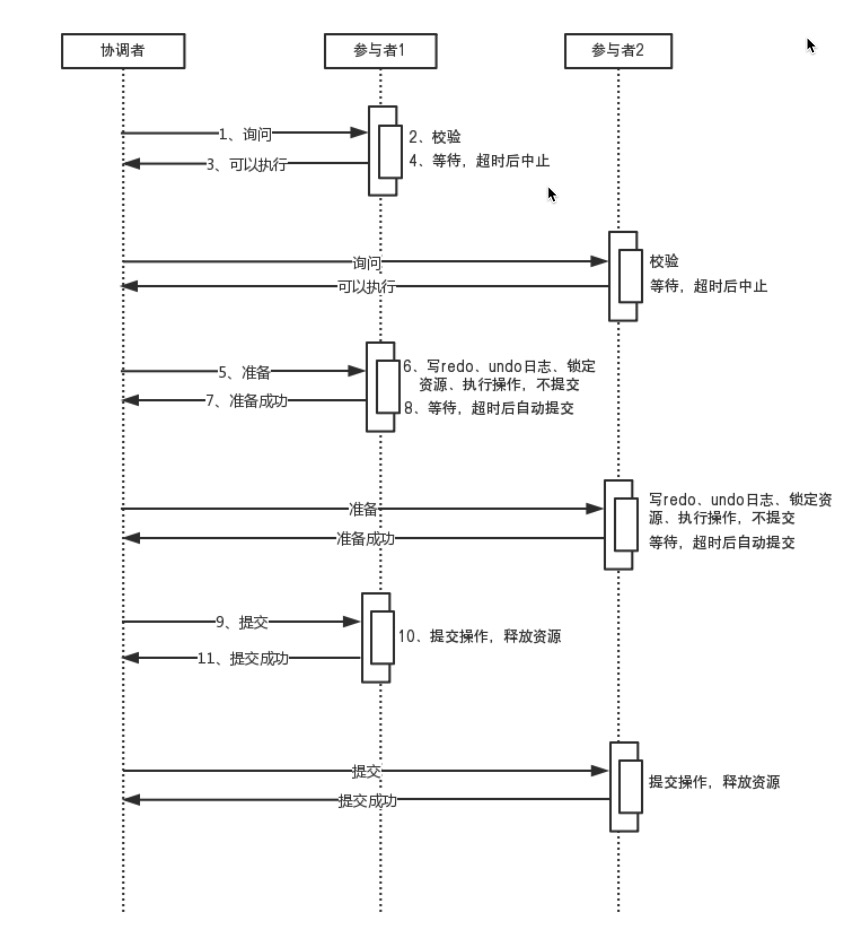 协调者
参与者1
参与者2
1、询问
2、校验
3、可以执行
4、等待，超时后中止
询问
校验
可以执行
等待，超时后中止
5、准备
6、写redo、undo日志、锁定
资源、执行操作，不提交
7、准备成功
8、等待，超时后自动提交
准备
写redo、undo日志、锁定资
源、执行操作，不提交
准备成功
等待，超时后自动提交
9、提交
10、提交操作，释放资源
11、提交成功
提交
提交操作，释放资源
提交成功